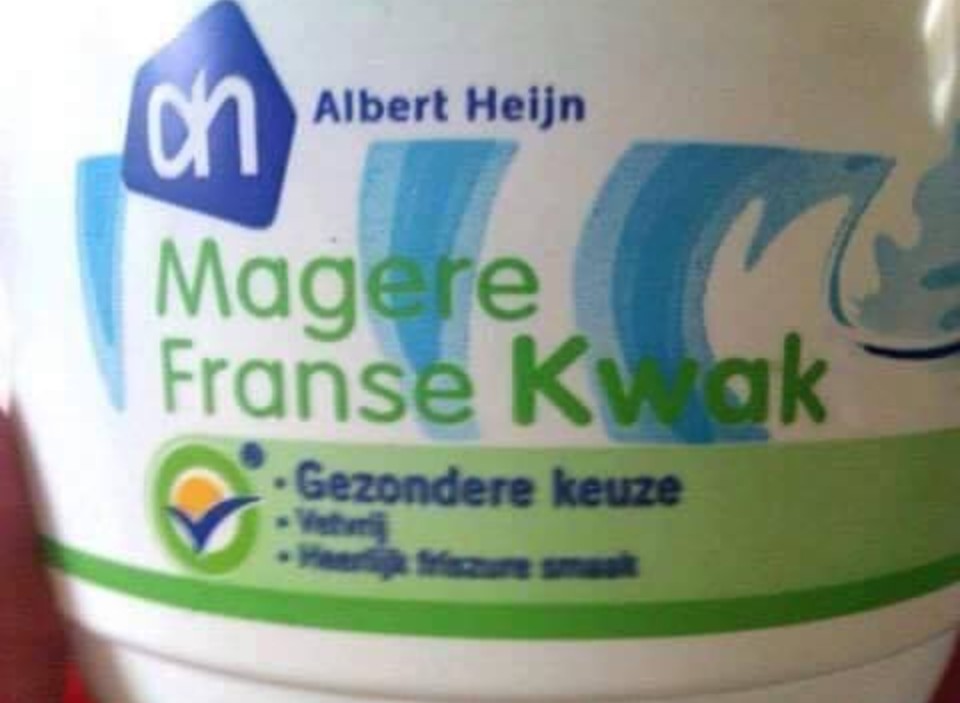 ah
Albert Heijn
Magere
Franse Kwak
• Gezondere keuze
• Vetvrij
• Heerlijk friszure smaak